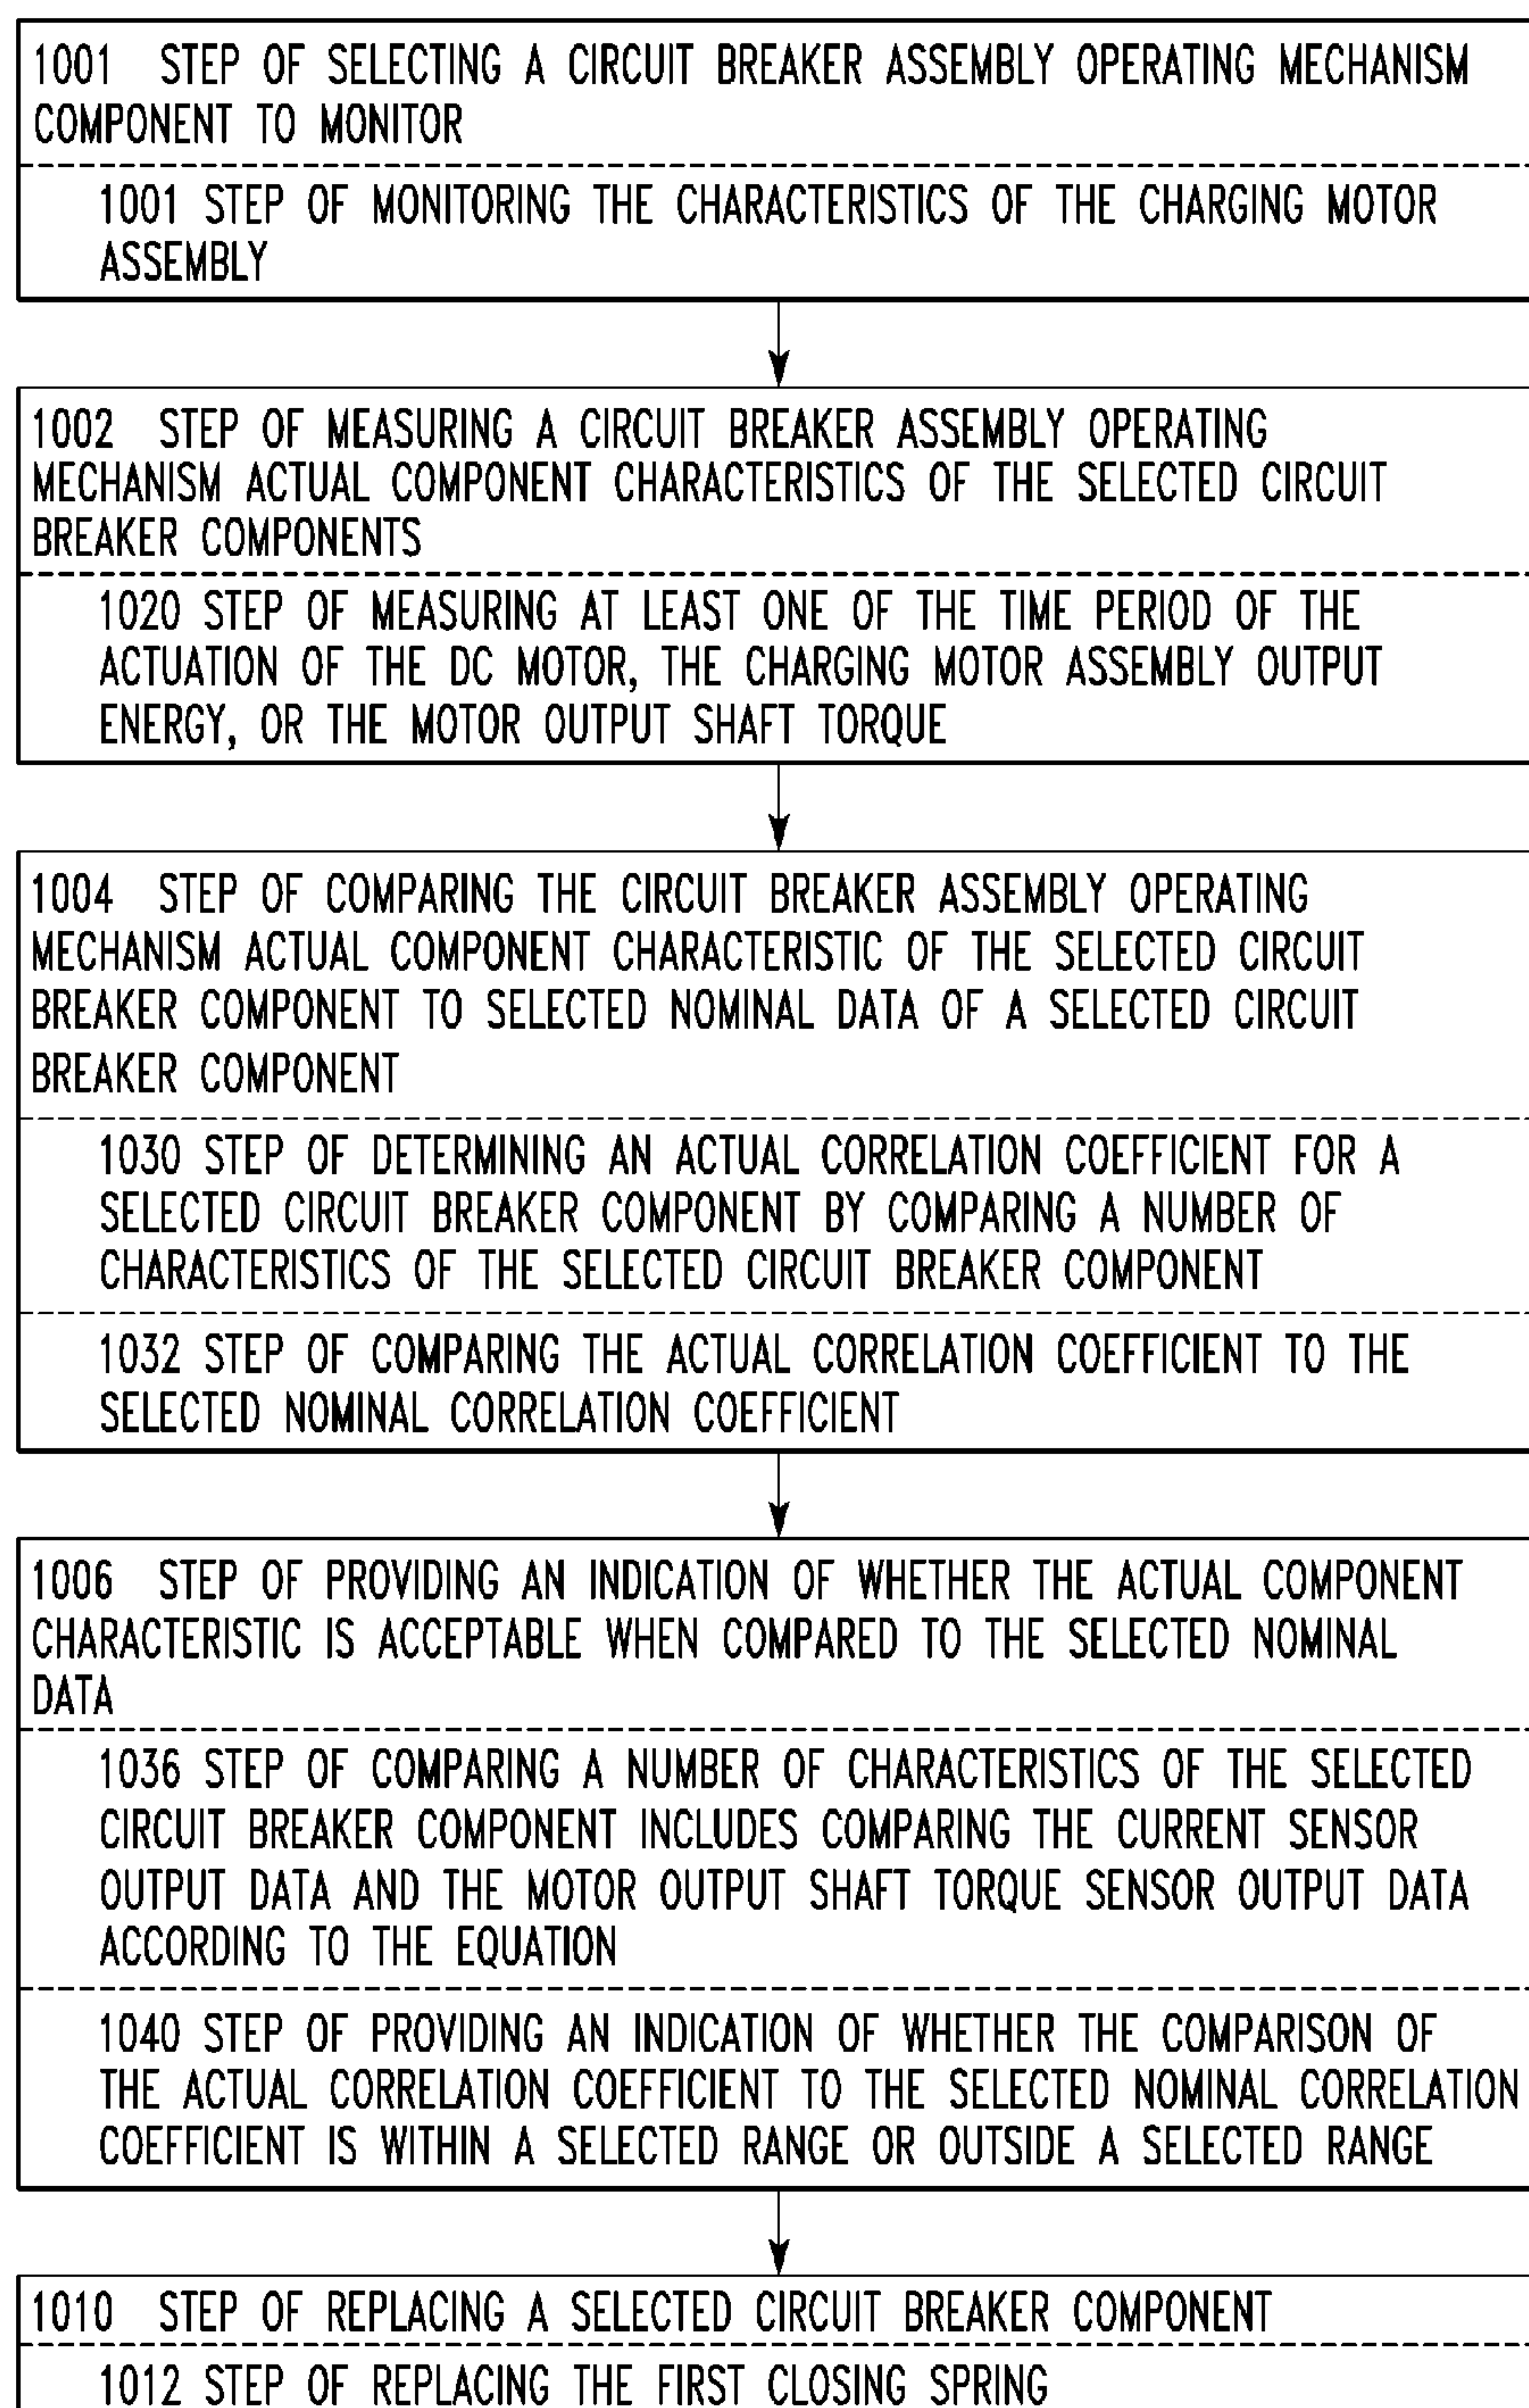 1001 STEP OF SELECTING A CIRCUIT BREAKER ASSEMBLY OPERATING MECHANISM
COMPONENT TO MONITOR
1001 STEP OF MONITORING THE CHARACTERISTICS OF THE CHARGING MOTOR
ASSEMBLY
1002 STEP OF MEASURING A CIRCUIT BREAKER ASSEMBLY OPERATING
MECHANISM ACTUAL COMPONENT CHARACTERISTICS OF THE SELECTED CIRCUIT
BREAKER COMPONENTS
1020 STEP OF MEASURING AT LEAST ONE OF THE TIME PERIOD OF THE
ACTUATION OF THE DC MOTOR, THE CHARGING MOTOR ASSEMBLY OUTPUT
ENERGY, OR THE MOTOR OUTPUT SHAFT TORQUE
1004 STEP OF COMPARING THE CIRCUIT BREAKER ASSEMBLY OPERATING
MECHANISM ACTUAL COMPONENT CHARACTERISTIC OF THE SELECTED CIRCUIT
BREAKER COMPONENT TO SELECTED NOMINAL DATA OF A SELECTED CIRCUIT
BREAKER COMPONENT
1030 STEP OF DETERMINING AN ACTUAL CORRELATION COEFFICIENT FOR A
SELECTED CIRCUIT BREAKER COMPONENT BY COMPARING A NUMBER OF
CHARACTERISTICS OF THE SELECTED CIRCUIT BREAKER COMPONENT
1032 STEP OF COMPARING THE ACTUAL CORRELATION COEFFICIENT TO THE
SELECTED NOMINAL CORRELATION COEFFICIENT
1006 STEP OF PROVIDING AN INDICATION OF WHETHER THE ACTUAL COMPONENT
CHARACTERISTIC IS ACCEPTABLE WHEN COMPARED TO THE SELECTED NOMINAL
DATA
1036 STEP OF COMPARING A NUMBER OF CHARACTERISTICS OF THE SELECTED
CIRCUIT BREAKER COMPONENT INCLUDES COMPARING THE CURRENT SENSOR
OUTPUT DATA AND THE MOTOR OUTPUT SHAFT TORQUE SENSOR OUTPUT DATA
ACCORDING TO THE EQUATION
1040 STEP OF PROVIDING AN INDICATION OF WHETHER THE COMPARISON OF
THE ACTUAL CORRELATION COEFFICIENT TO THE SELECTED NOMINAL CORRELATION
COEFFICIENT IS WITHIN A SELECTED RANGE OR OUTSIDE A SELECTED RANGE
1010 STEP OF REPLACING A SELECTED CIRCUIT BREAKER COMPONENT
1012 STEP OF REPLACING THE FIRST CLOSING SPRING